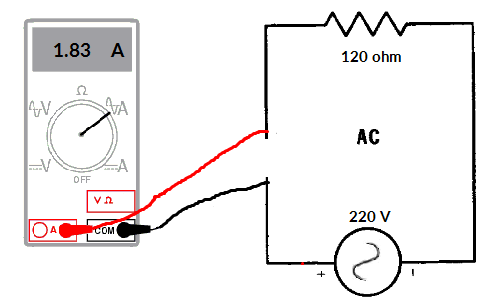 1.83 A
120 ohm
Ω
V A
AC
V A
OFF
V Ω
A COM
220 V
+ -